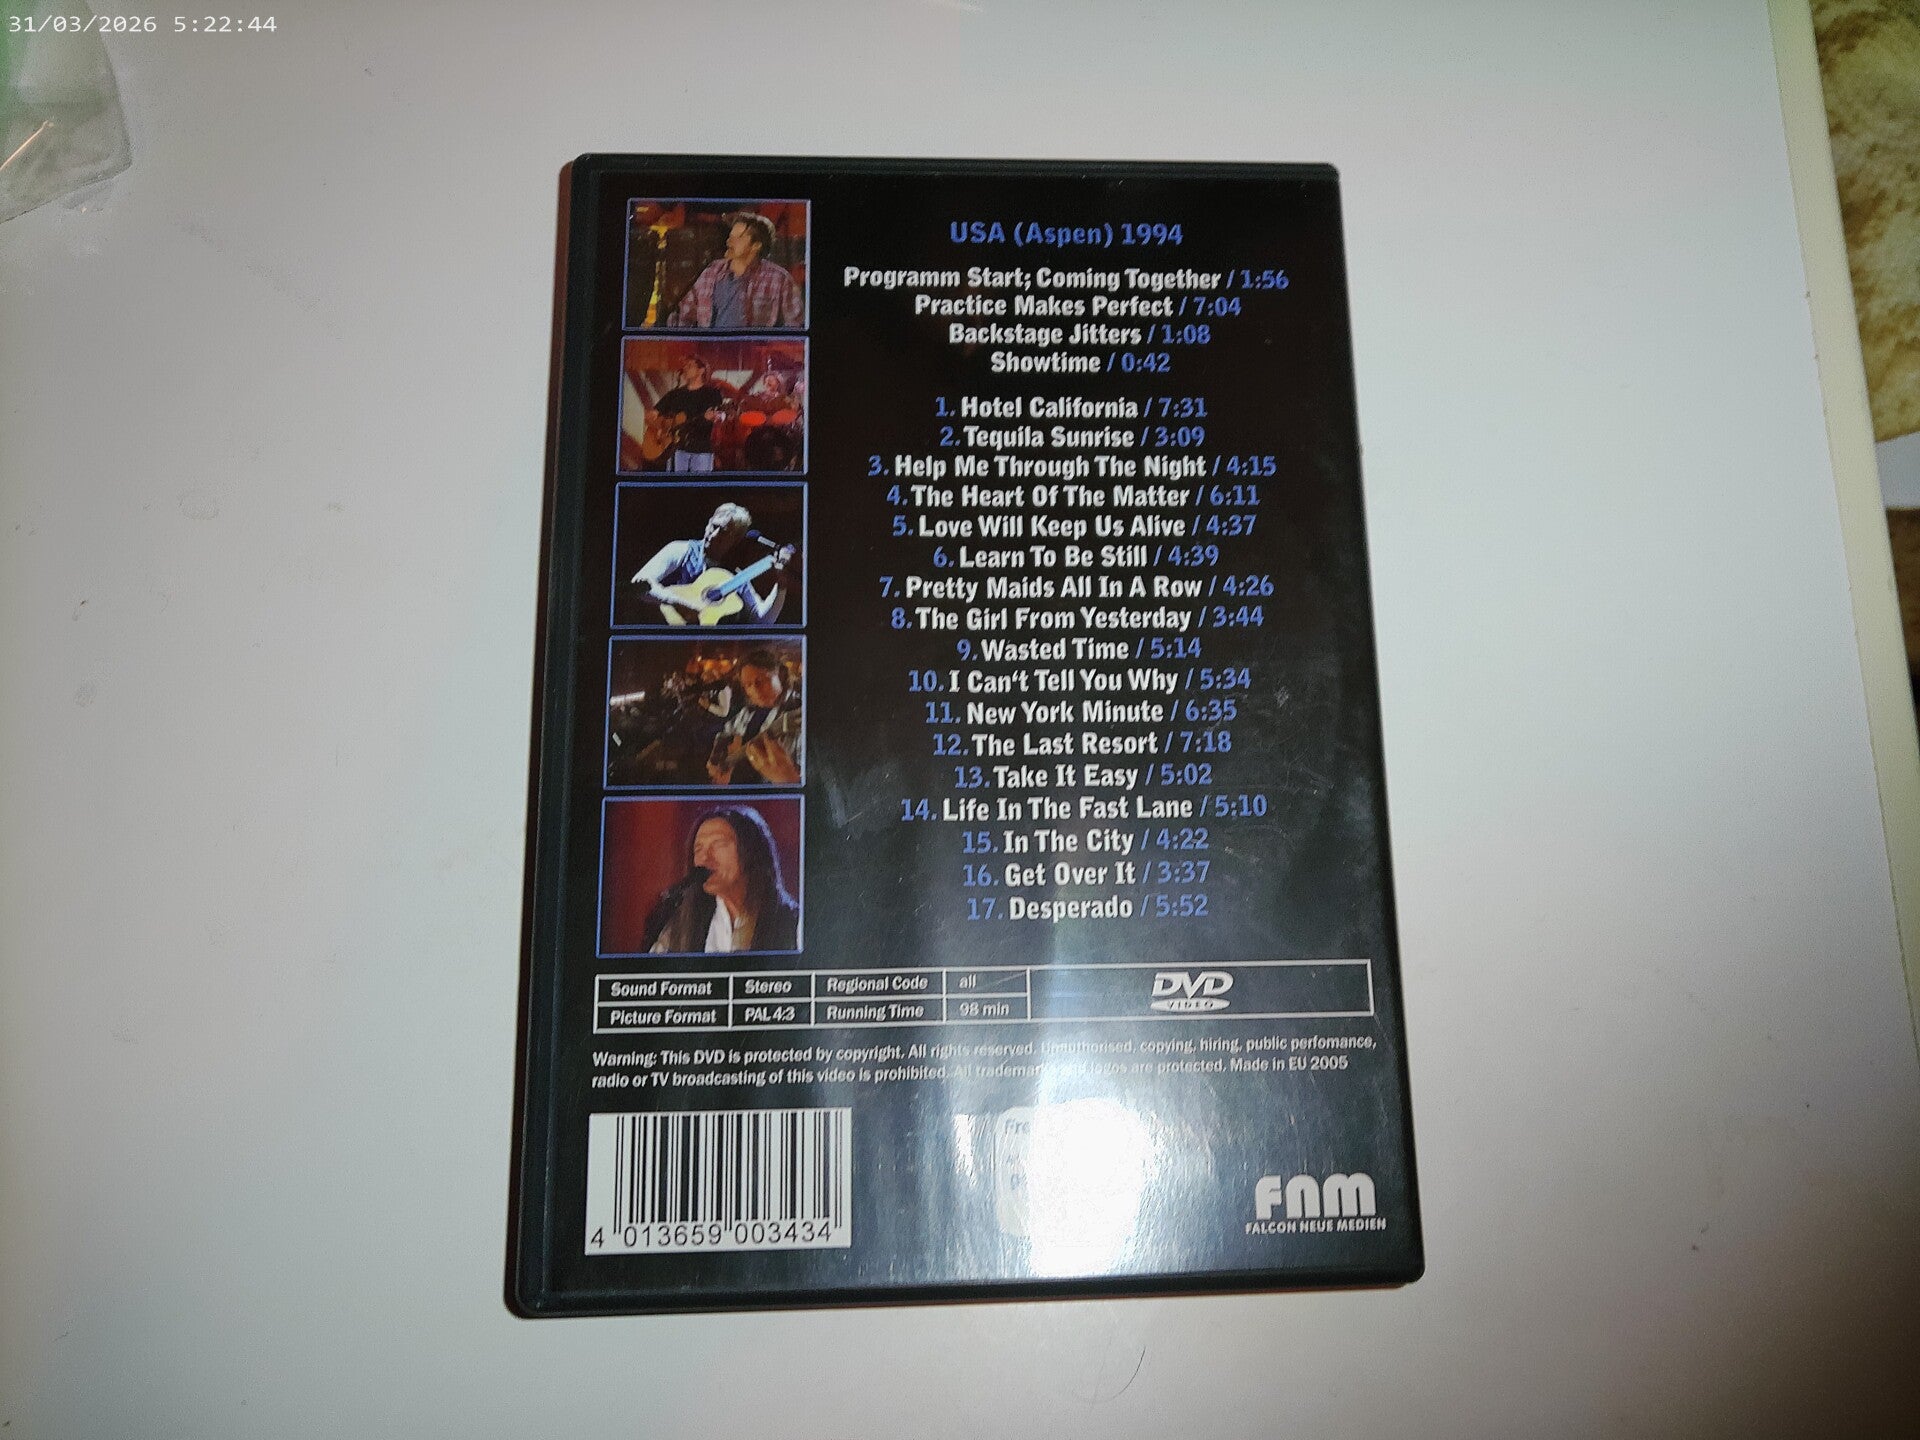 31/03/2026 5:22:44
USA (Aspen) 1994
Programm Start; Coming Together / 1:56
Practice Makes Perfect / 7:04
Backstage Jitters / 1:08
Showtime / 0:42
1. Hotel California / 7:31
2. Tequila Sunrise / 3:09
3. Help Me Through The Night / 4:15
4. The Heart Of The Matter / 6:11
5. Love Will Keep Us Alive / 4:37
6. Learn To Be Still / 4:39
7. Pretty Maids All In A Row / 4:26
8. The Girl From Yesterday / 3:44
9. Wasted Time / 5:14
10. I Can‘t Tell You Why / 5:34
11. New York Minute / 6:35
12. The Last Resort / 7:18
13. Take It Easy / 5:02
14. Life In The Fast Lane / 5:10
15. In The City / 4:22
16. Get Over It / 3:37
17. Desperado / 5:52
Sound Format Stereo Regional Code all
Picture Format PAL 4:3 Running Time 98 min
DVD
VIDEO
Warning: This DVD is protected by copyright. All rights reserved. Unauthorised, copying, hiring, public perfomance,
radio or TV broadcasting of this video is prohibited. All trademarks logos are protected. Made in EU 2005
4 013659 003434
FNM
FALCON NEUE MEDIEN